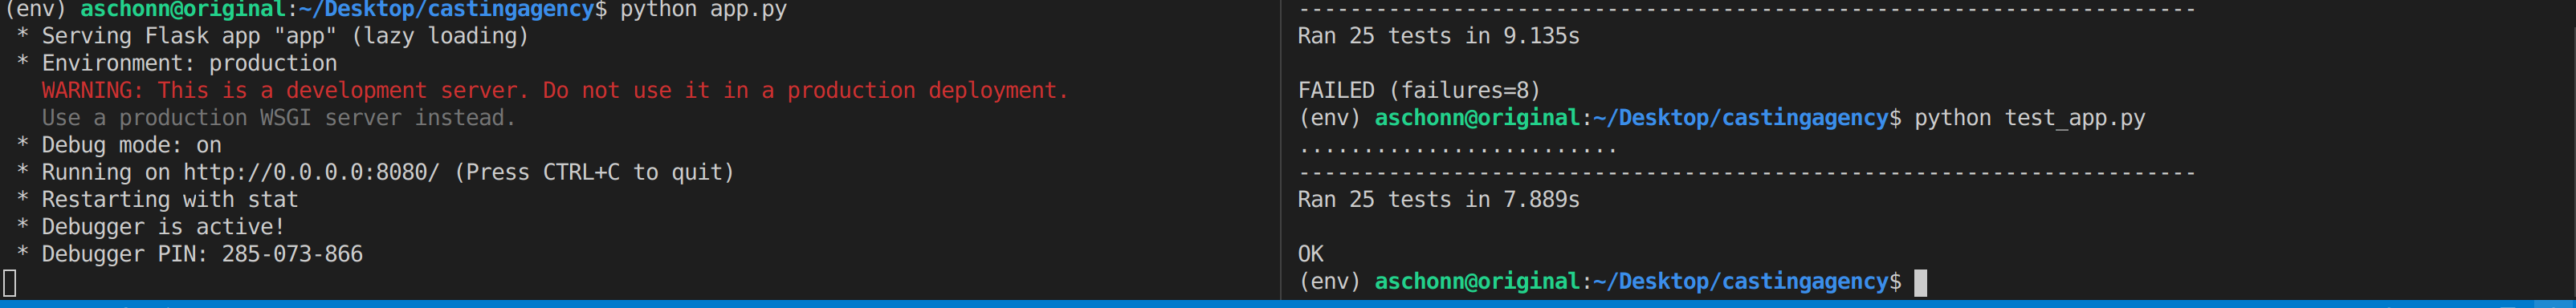 (env) aschonn@original:~/Desktop/castingagency$ python app.py
 * Serving Flask app "app" (lazy loading)
 * Environment: production
   WARNING: This is a development server. Do not use it in a production deployment.
   Use a production WSGI server instead.
 * Debug mode: on
 * Running on http://0.0.0.0:8080/ (Press CTRL+C to quit)
 * Restarting with stat
 * Debugger is active!
 * Debugger PIN: 285-073-866
----------------------------------------------------------------------
Ran 25 tests in 9.135s
FAILED (failures=8)
(env) aschonn@original:~/Desktop/castingagency$ python test_app.py
.........................
----------------------------------------------------------------------
Ran 25 tests in 7.889s
OK
(env) aschonn@original:~/Desktop/castingagency$